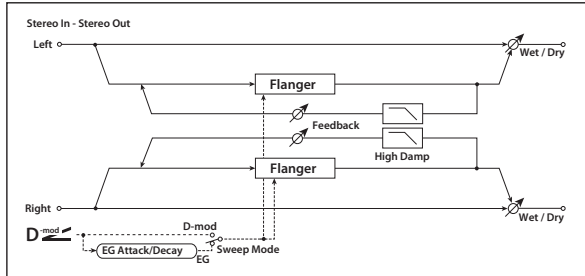 Stereo In - Stereo Out
Left
Wet / Dry
Flanger
Feedback
High Damp
Flanger
Right
Wet / Dry
D-mod
D-mod
EG Attack/Decay
EG
Sweep Mode